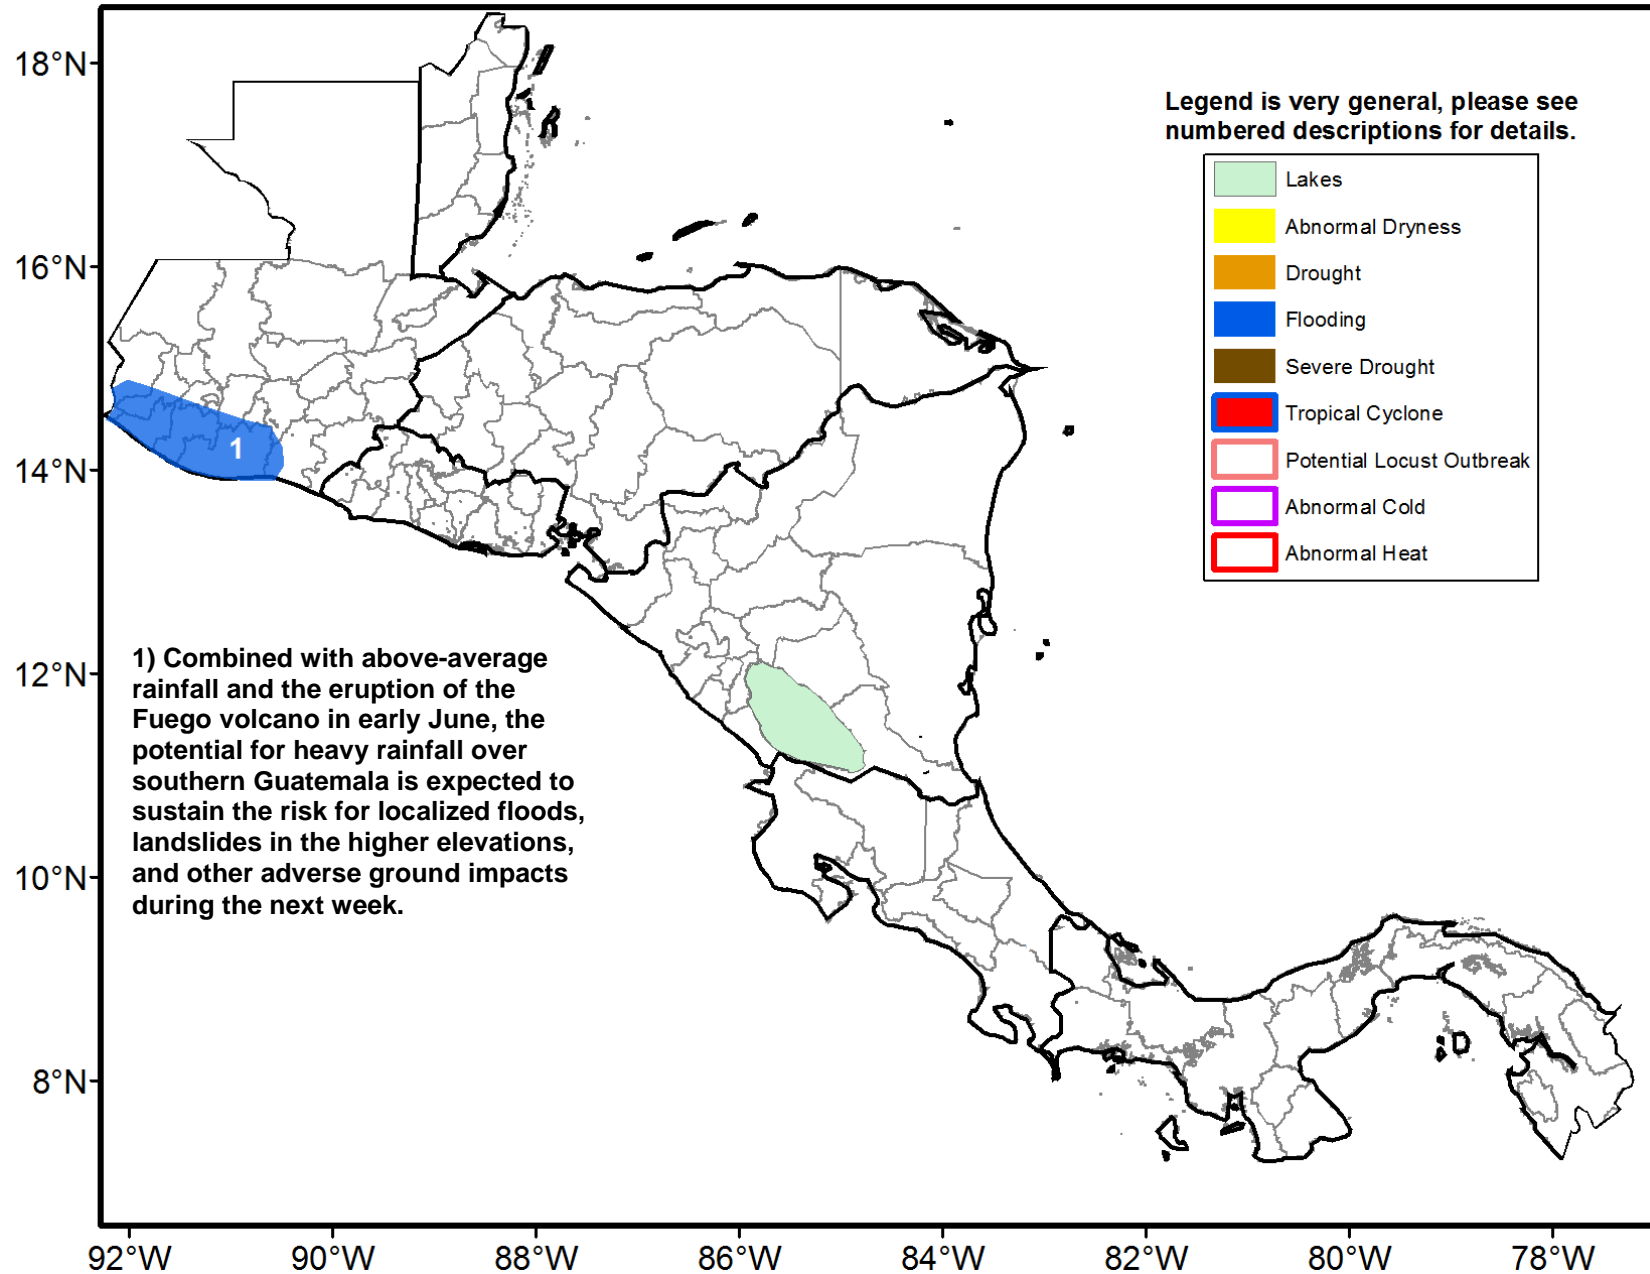 18°N
16°N
14°N
12°N
10°N
8°N
Legend is very general, please see
numbered descriptions for details.
Lakes
Abnormal Dryness
Drought
Flooding
Severe Drought
Tropical Cyclone
Potential Locust Outbreak
Abnormal Cold
Abnormal Heat
1
1) Combined with above-average
rainfall and the eruption of the
Fuego volcano in early June, the
potential for heavy rainfall over
southern Guatemala is expected to
sustain the risk for localized floods,
landslides in the higher elevations,
and other adverse ground impacts
during the next week.
92°W 90°W 88°W 86°W 84°W 82°W 80°W 78°W